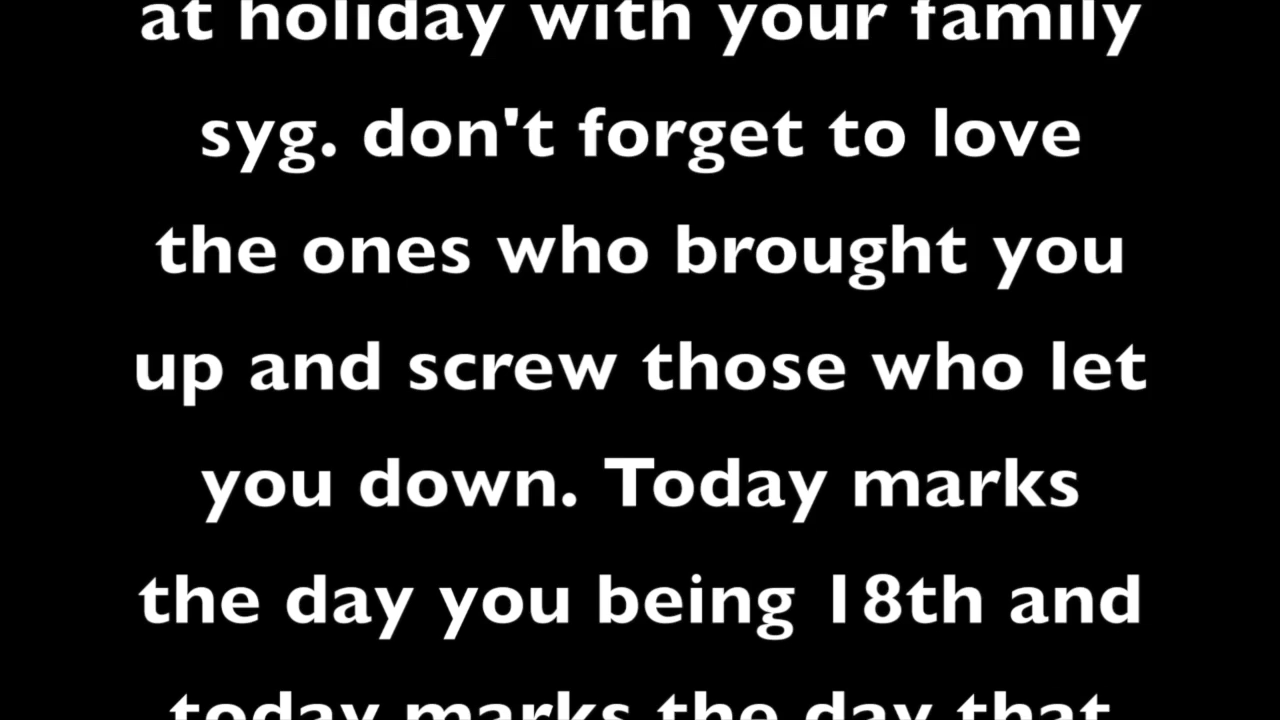 at holiday with your family
syg. don't forget to love
the ones who brought you
up and screw those who let
you down. Today marks
the day you being 18th and
today marks the day that